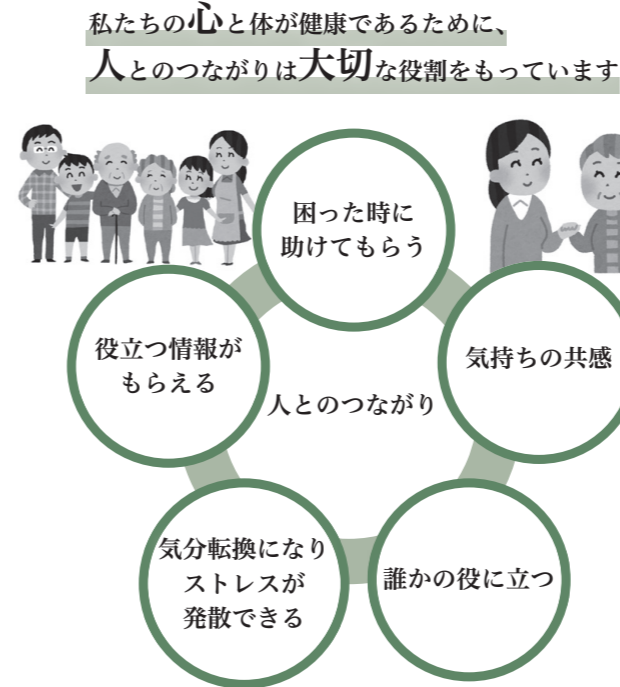 私たちの心と体が健康であるために、
人とのつながりは大切な役割をもっています
困った時に
助けてもらう
役立つ情報が
もらえる
気持ちの共感
人とのつながり
気分転換になり
ストレスが
発散できる
誰かの役に立つ